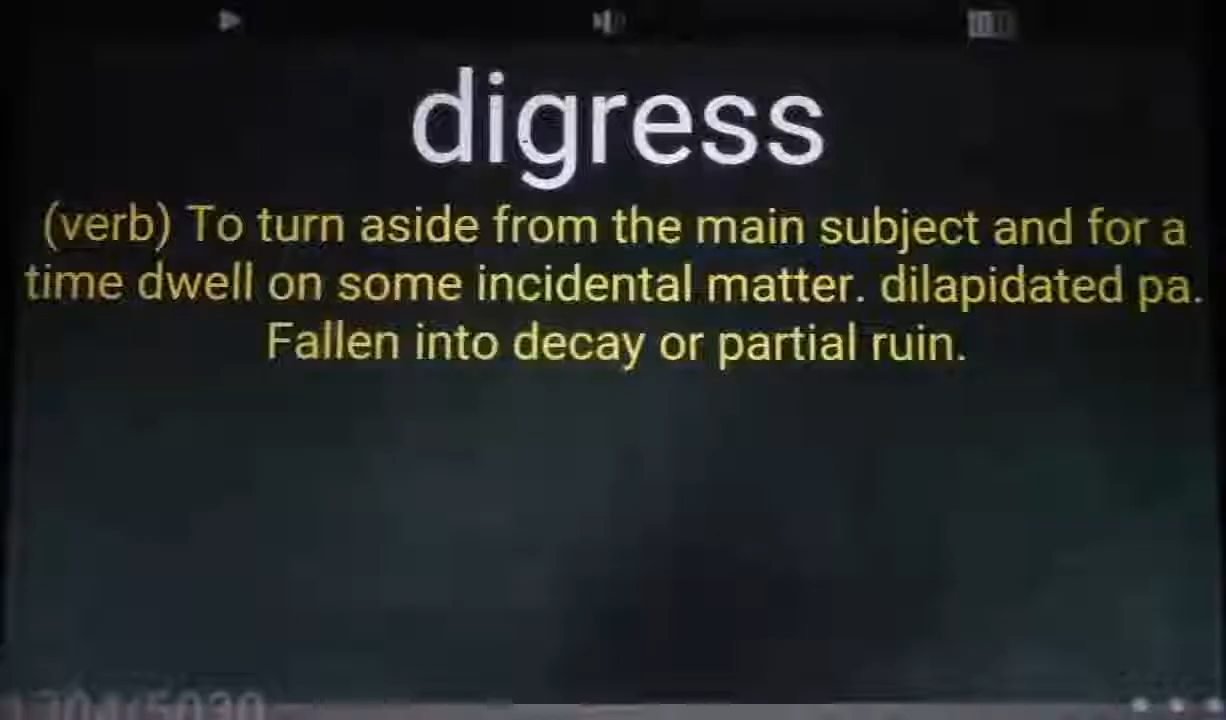 digress
(verb) To turn aside from the main subject and for a
time dwell on some incidental matter. dilapidated pa.
Fallen into decay or partial ruin.